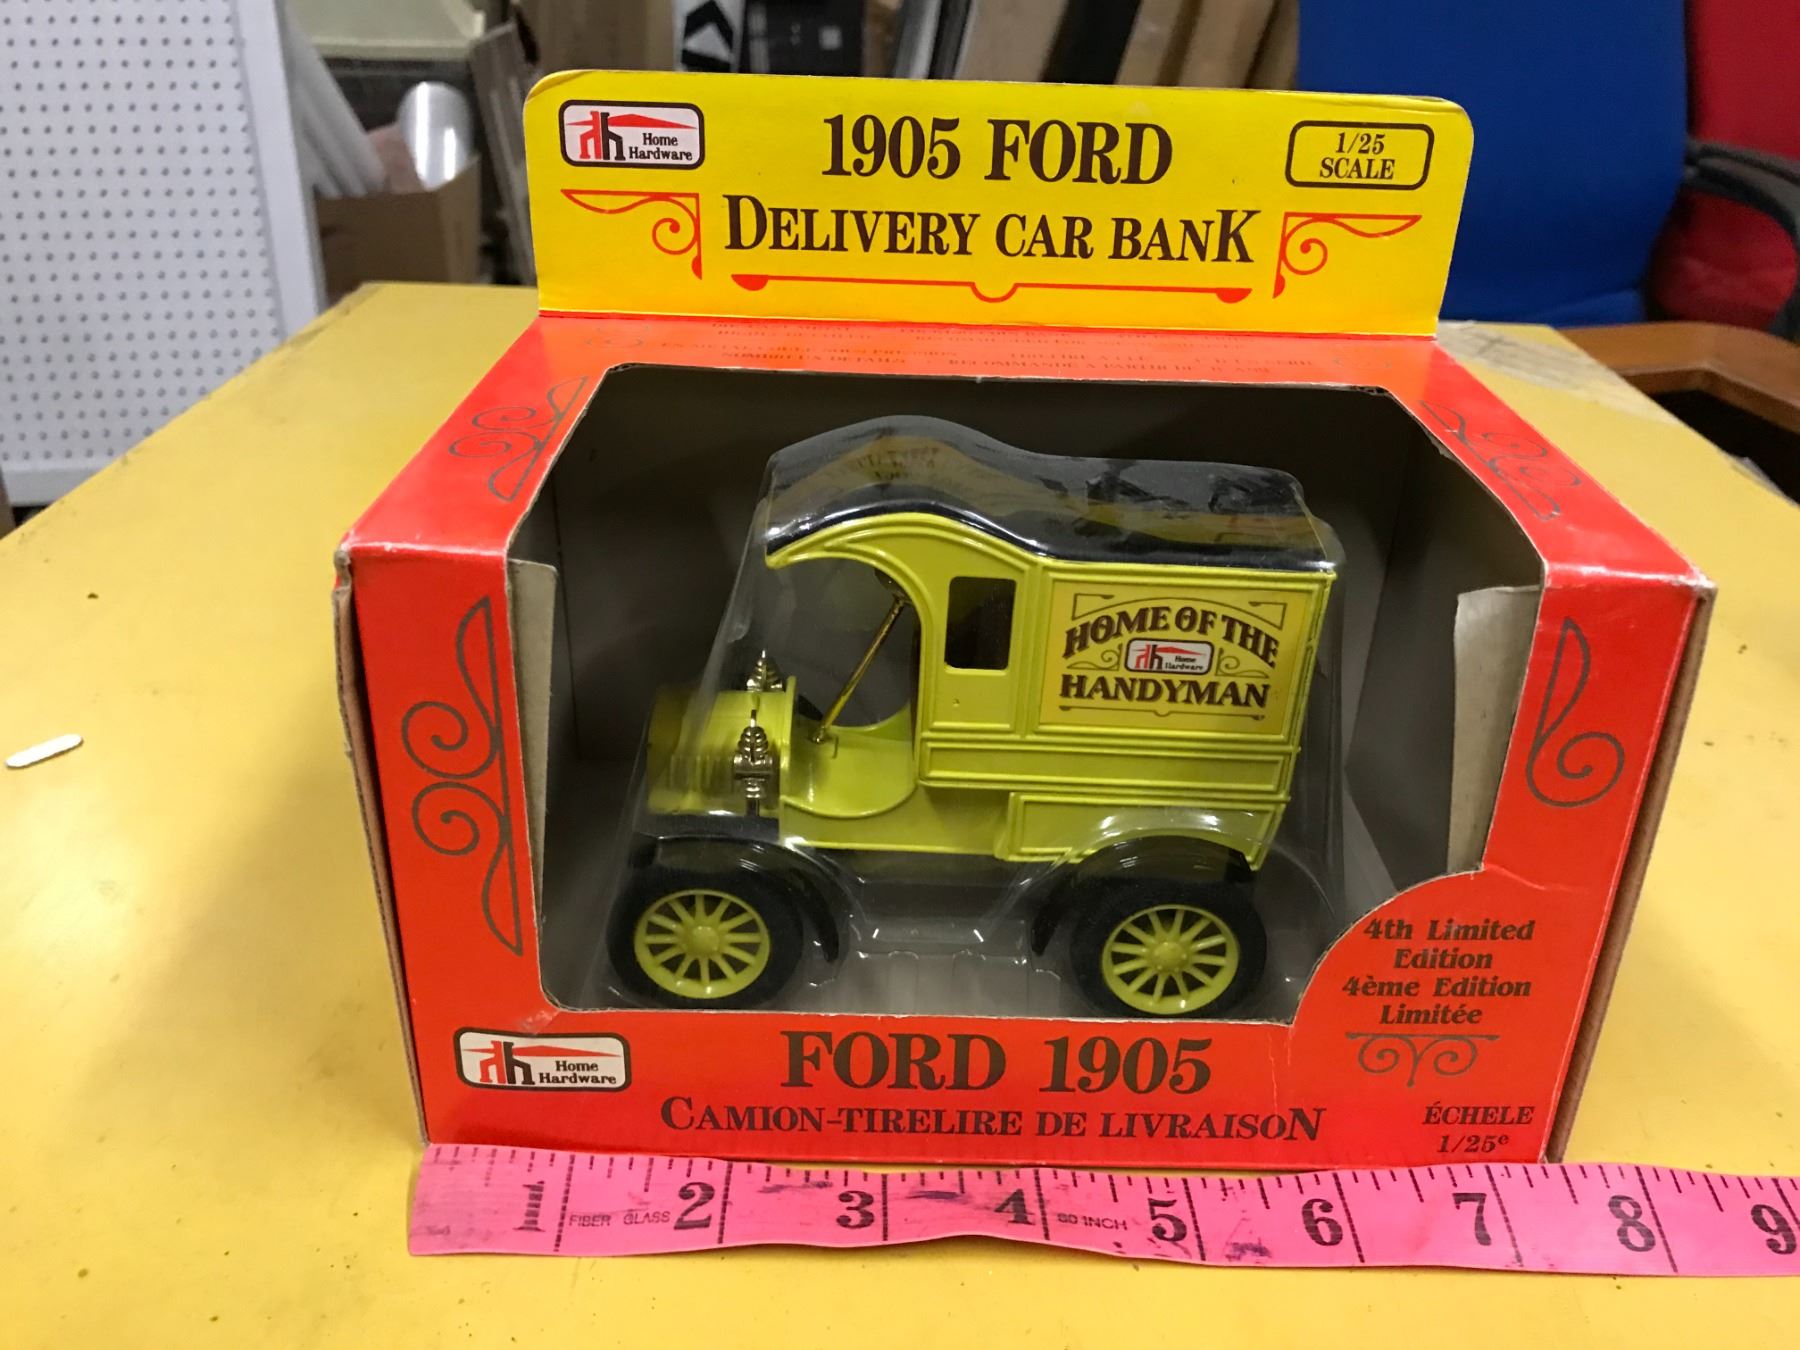 Home
Hardware
1905 FORD
1/25
SCALE
DELIVERY CAR BANK
HOME OF THE
Home
Hardware
HANDYMAN
4th Limited
Edition
4ème Edition
Limitée
Home
Hardware
FORD 1905
CAMION-TIRELIRE DE LIVRAISON
ÉCHELE
1/25e
FIBER GLASS 2 3 4 60 INCH 5 6 7 8 9